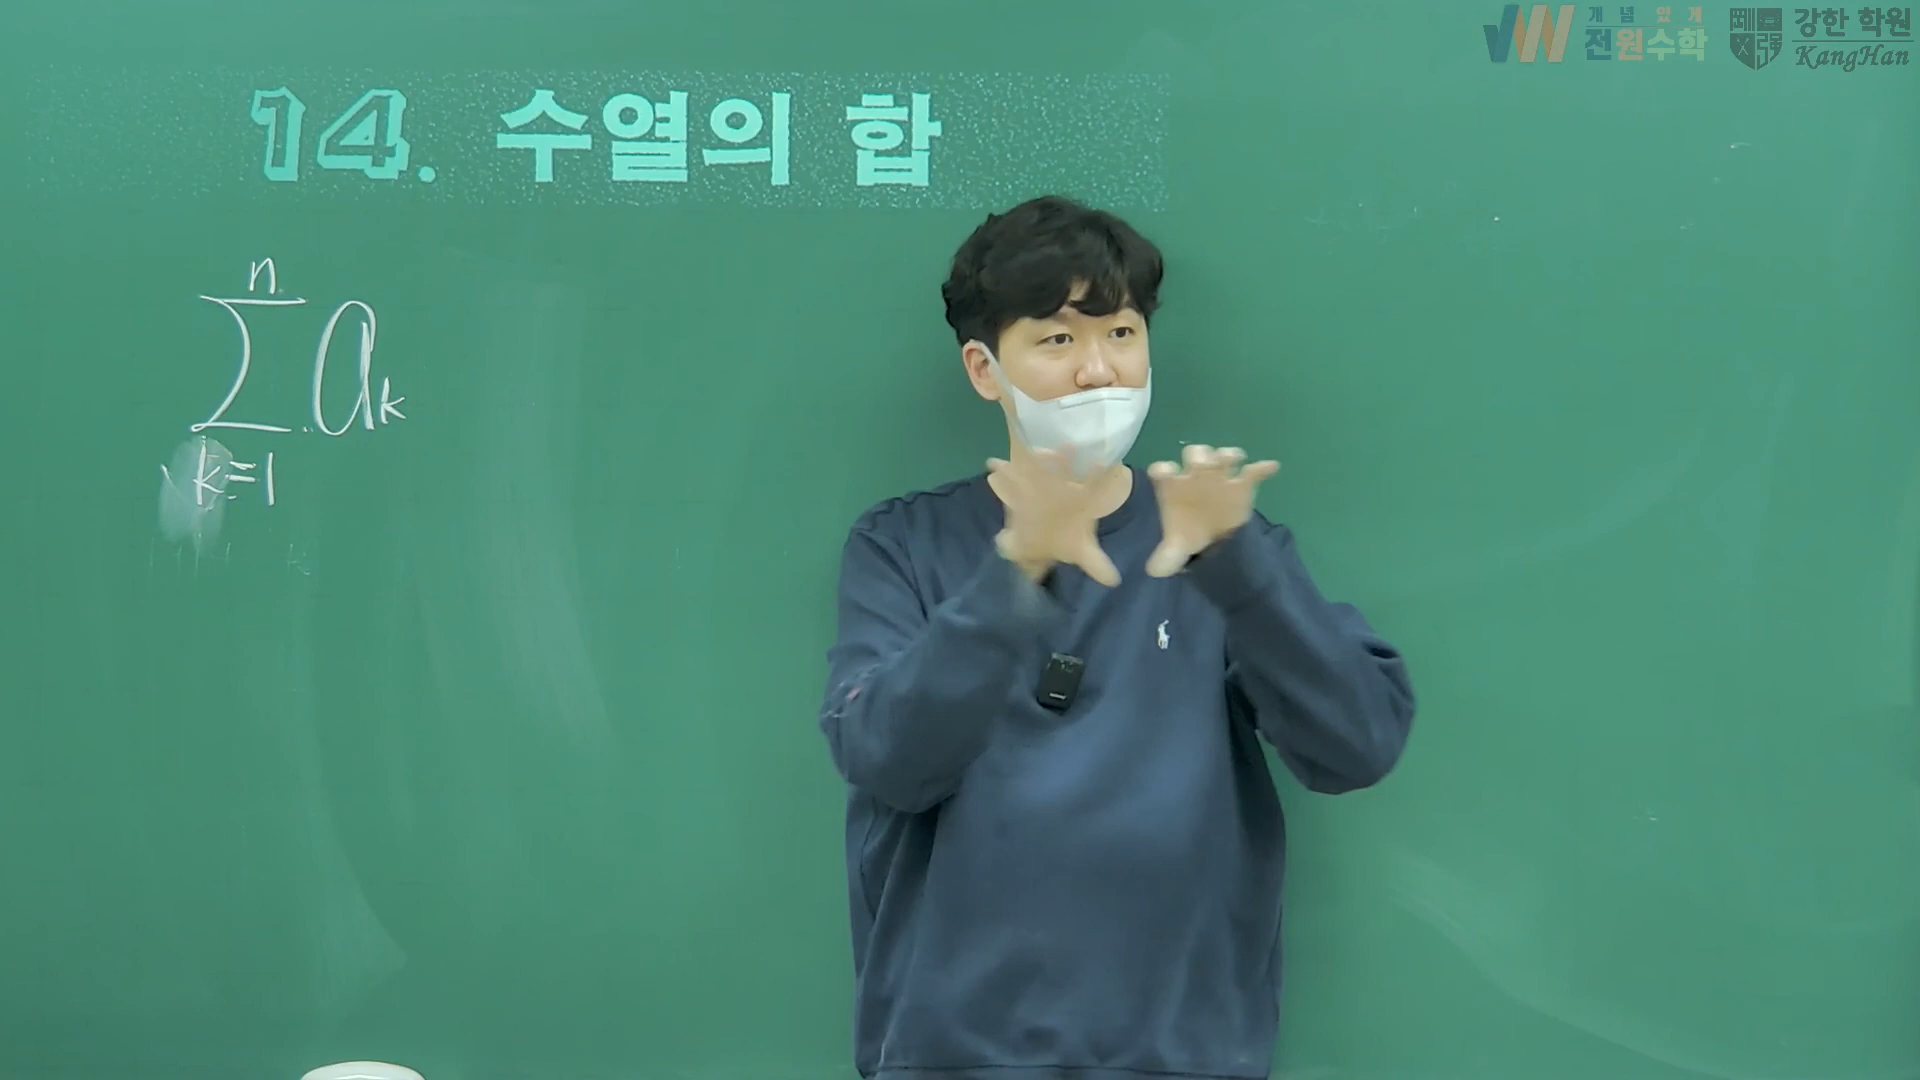 개념있게
전원수학
강한 학원
KangHan
14. 수열의 합
n
Σ aₖ
k=1